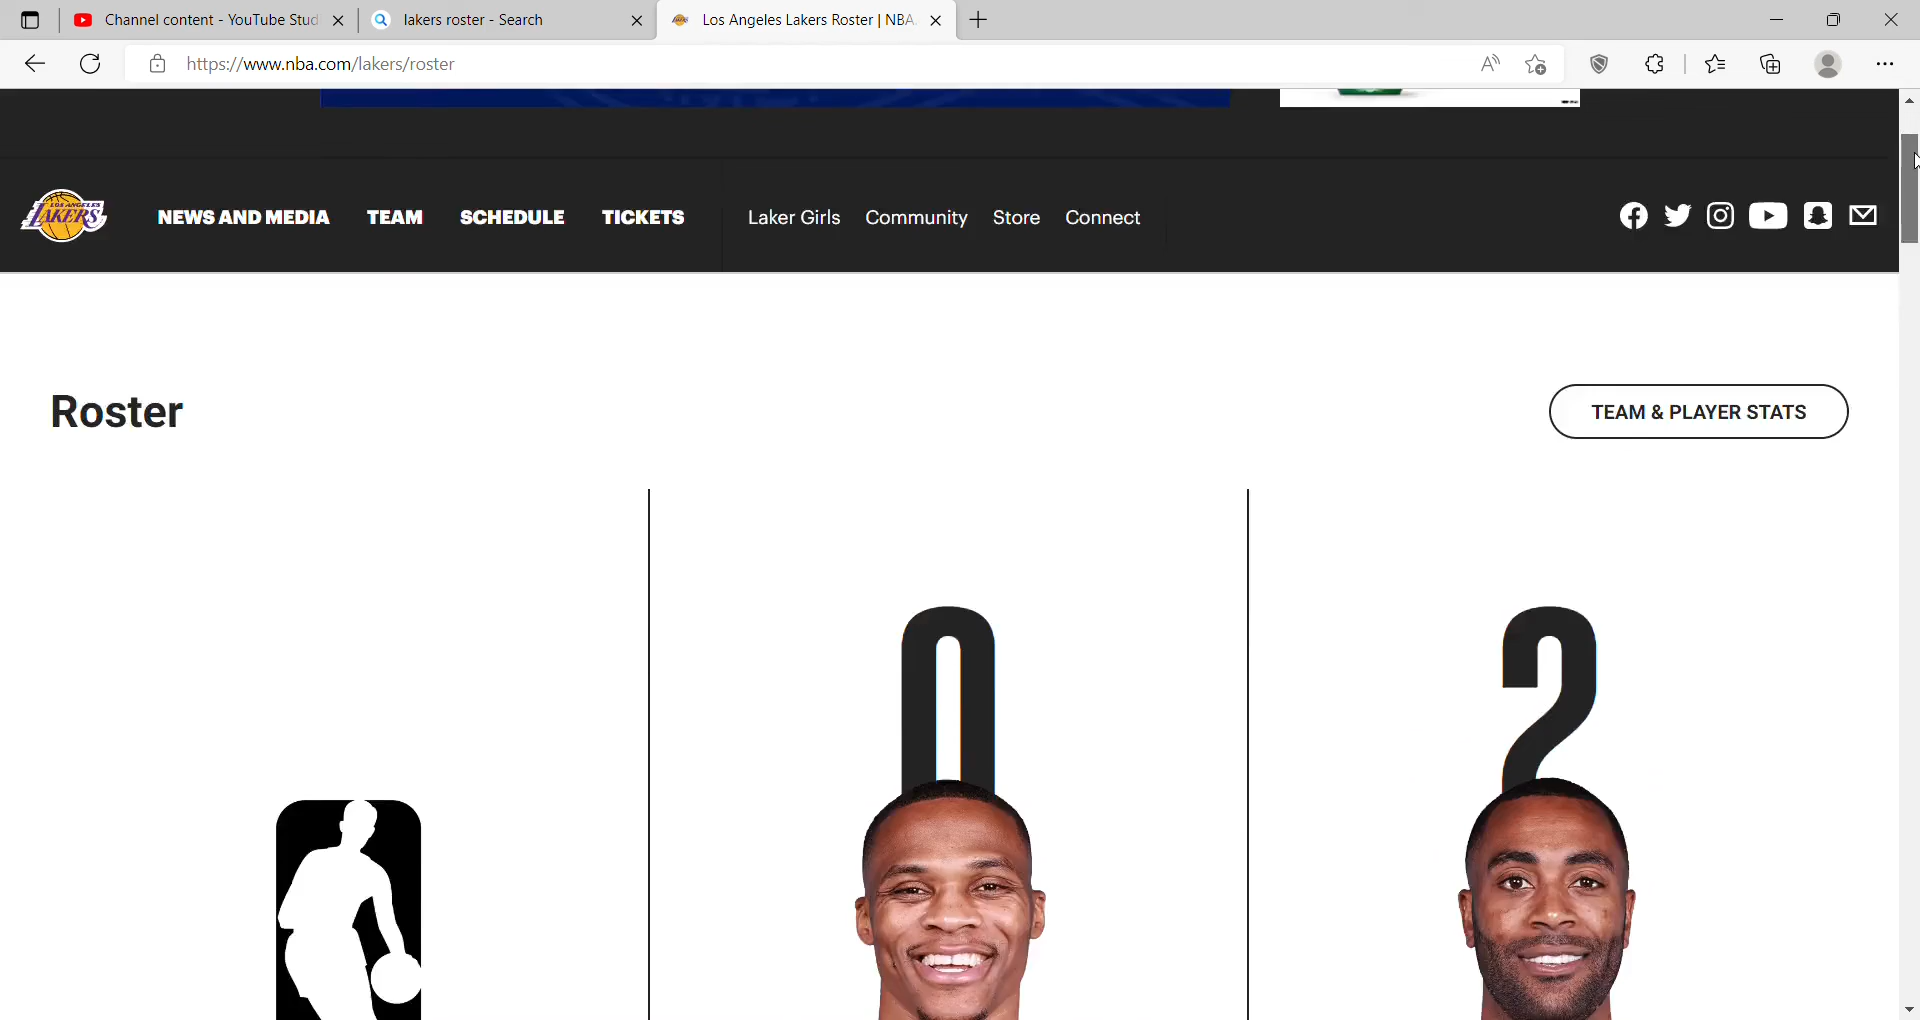 Channel content - YouTube Stud
lakers roster - Search
Los Angeles Lakers Roster | NBA.
https://www.nba.com/lakers/roster
LOS ANGELES
LAKERS
NEWS AND MEDIA
TEAM
SCHEDULE
TICKETS
Laker Girls
Community
Store
Connect
Roster
TEAM & PLAYER STATS
0
2